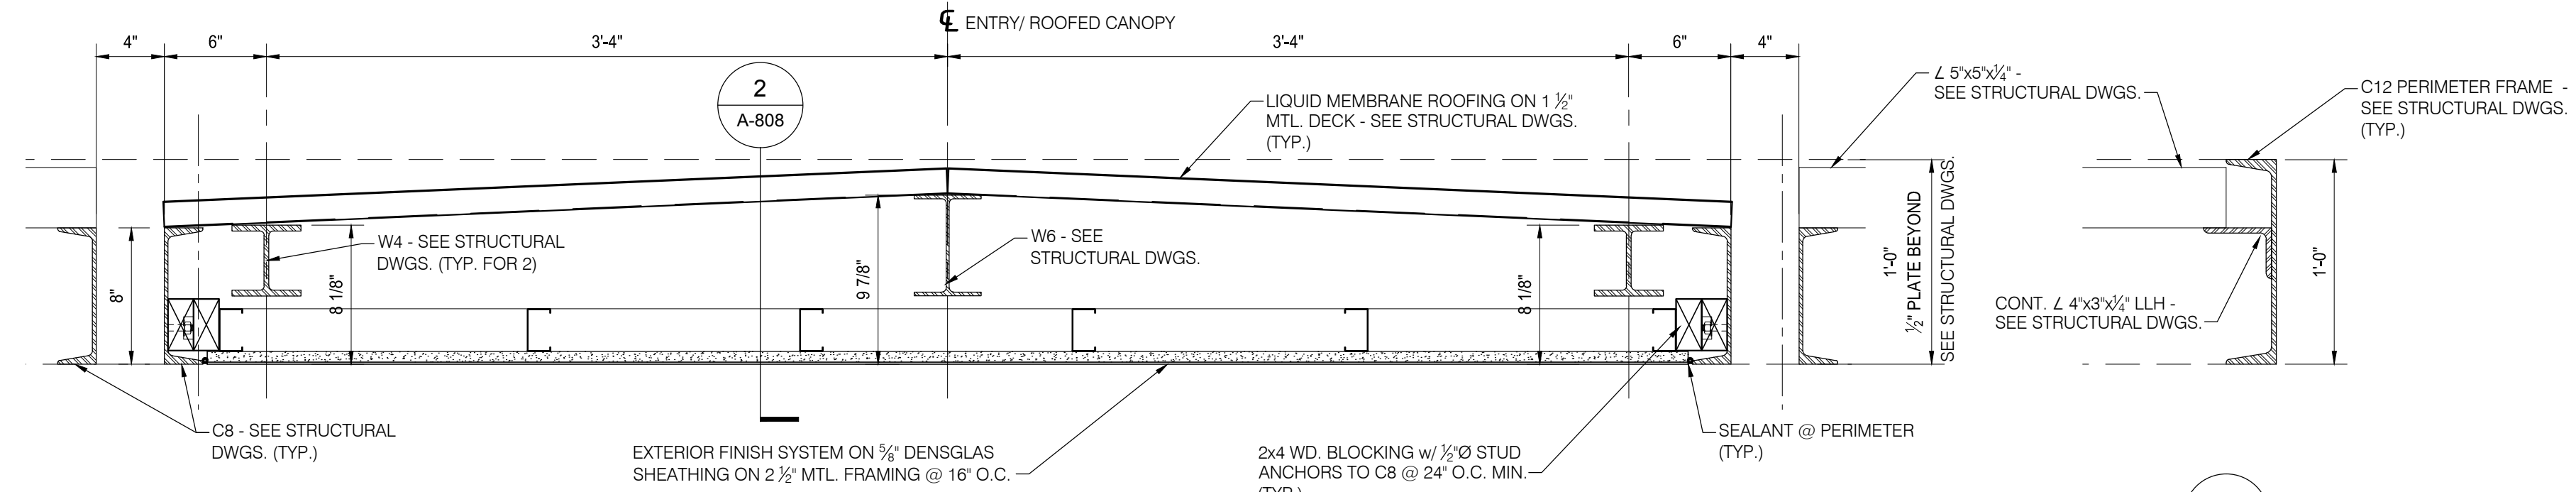 ℄ ENTRY/ ROOFED CANOPY
4"
6"
3'-4"
3'-4"
6"
4"
2
A-808
LIQUID MEMBRANE ROOFING ON 1 ½"
MTL. DECK - SEE STRUCTURAL DWGS.
(TYP.)
∠ 5"x5"x¼" -
SEE STRUCTURAL DWGS.
C12 PERIMETER FRAME -
SEE STRUCTURAL DWGS.
(TYP.)
W4 - SEE STRUCTURAL
DWGS. (TYP. FOR 2)
W6 - SEE
STRUCTURAL DWGS.
8"
8 1/8"
9 7/8"
8 1/8"
1'-0"
½" PLATE BEYOND
SEE STRUCTURAL DWGS.
CONT. ∠ 4"x3"x¼" LLH -
SEE STRUCTURAL DWGS.
1'-0"
C8 - SEE STRUCTURAL
DWGS. (TYP.)
EXTERIOR FINISH SYSTEM ON ⅝" DENSGLAS
SHEATHING ON 2 ½" MTL. FRAMING @ 16" O.C.
2x4 WD. BLOCKING w/ ½"Ø STUD
ANCHORS TO C8 @ 24" O.C. MIN.
(TYP.)
SEALANT @ PERIMETER
(TYP.)